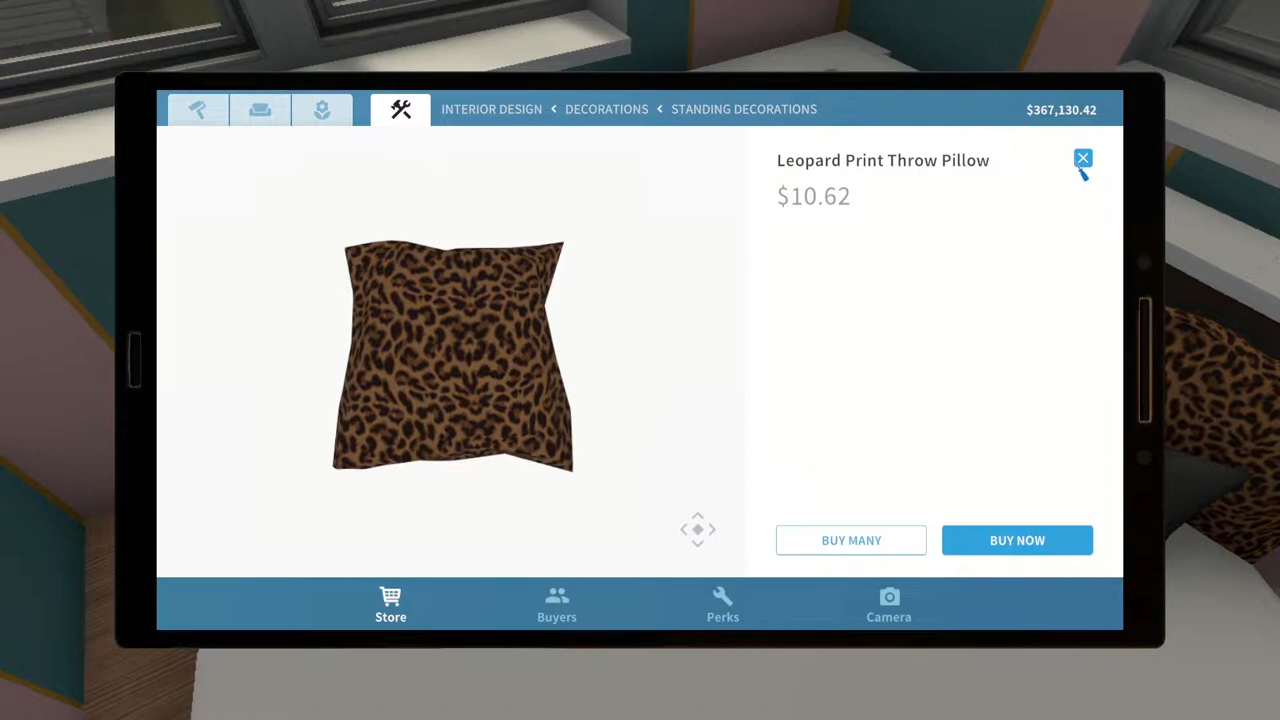 INTERIOR DESIGN < DECORATIONS < STANDING DECORATIONS
$367,130.42
Leopard Print Throw Pillow
$10.62
BUY MANY
BUY NOW
Store
Buyers
Perks
Camera